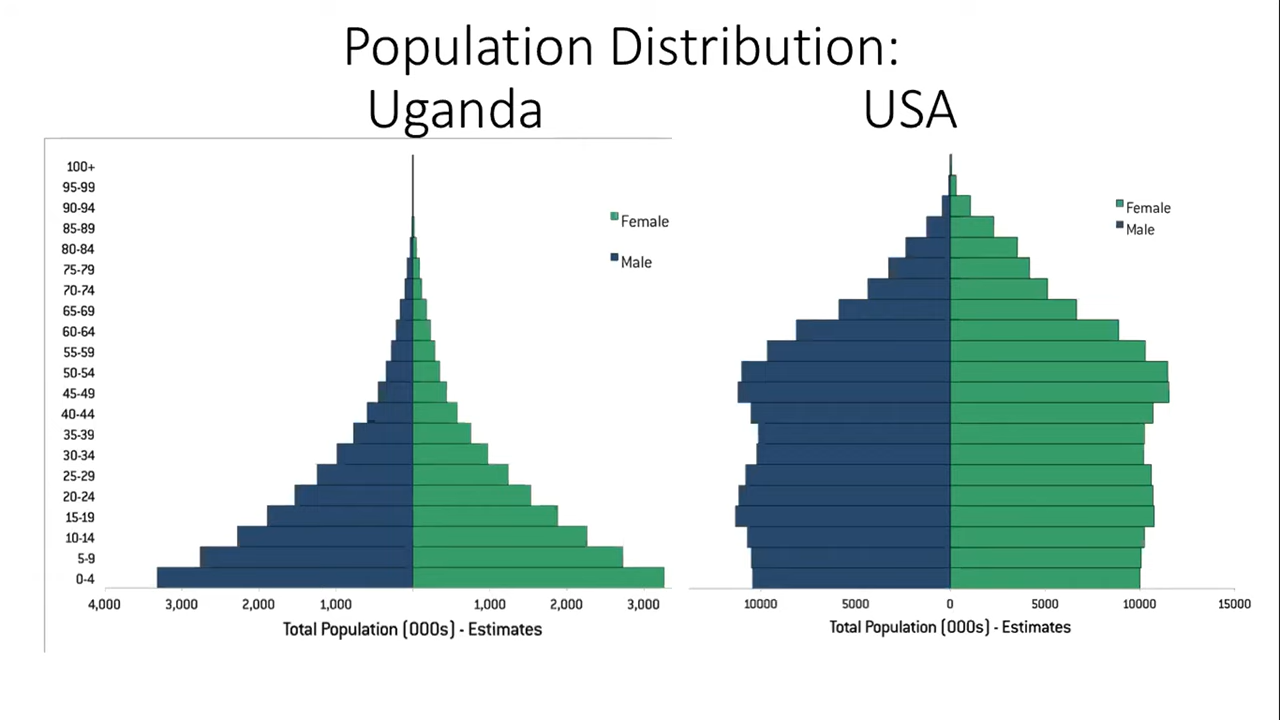 Population Distribution:
Uganda
USA
100+
95-99
90-94
85-89
80-84
75-79
70-74
65-69
60-64
55-59
50-54
45-49
40-44
35-39
30-34
25-29
20-24
15-19
10-14
5-9
0-4
Female
Male
4,000 3,000 2,000 1,000 1,000 2,000 3,000
Total Population (000s) - Estimates
Female
Male
10000 5000 0 5000 10000 15000
Total Population (000s) - Estimates